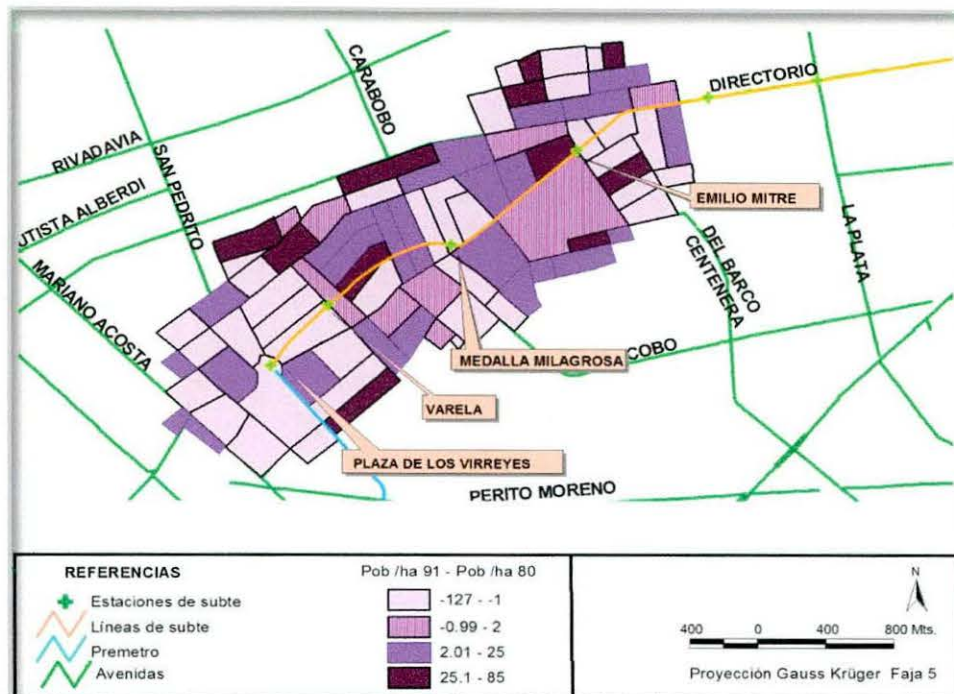 CARABOBO
DIRECTORIO
RIVADAVIA
SAN PEDRITO
UTISTA ALBERDI
MARIANO ACOSTA
EMILIO MITRE
LA PLATA
DEL BARCO
CENTENERA
MEDALLA MILAGROSA
COBO
VARELA
PLAZA DE LOS VIRREYES
PERITO MORENO
REFERENCIAS
Estaciones de subte
Líneas de subte
Premetro
Avenidas
Pob /ha 91 - Pob /ha 80
-127 - -1
-0.99 - 2
2.01 - 25
25.1 - 85
N
400 0 400 800 Mts.
Proyección Gauss Krüger Faja 5